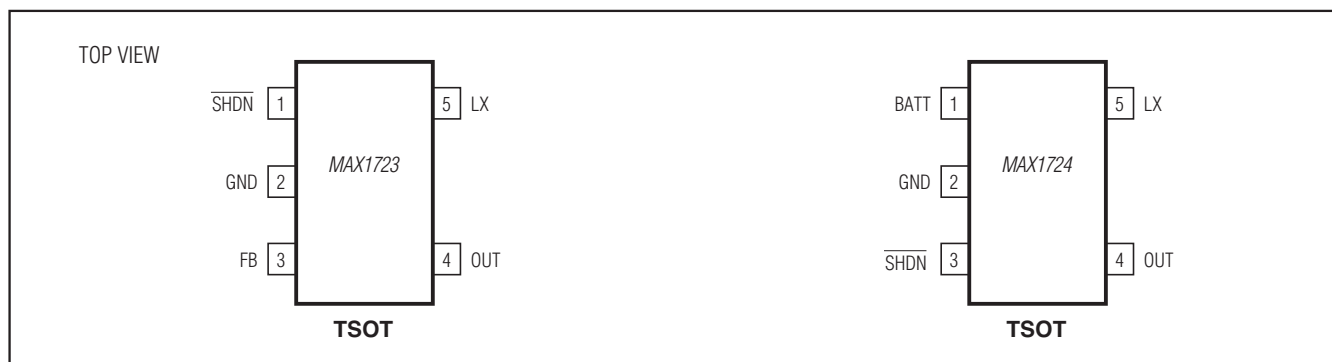 TOP VIEW
SHDN 1 5 LX
MAX1723
GND 2
FB 3 4 OUT
TSOT
BATT 1 5 LX
MAX1724
GND 2
SHDN 3 4 OUT
TSOT